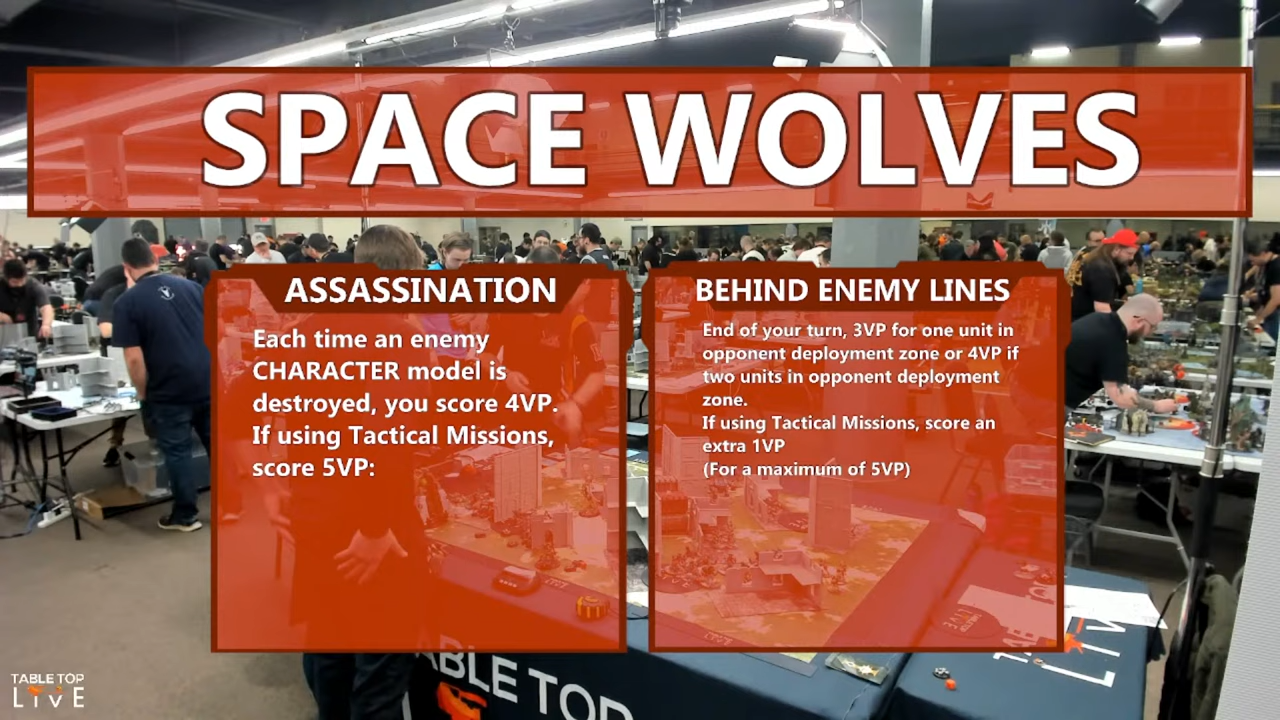 SPACE WOLVES
ASSASSINATION
Each time an enemy
CHARACTER model is
destroyed, you score 4VP.
If using Tactical Missions,
score 5VP:
BEHIND ENEMY LINES
End of your turn, 3VP for one unit in
opponent deployment zone or 4VP if
two units in opponent deployment
zone.
If using Tactical Missions, score an
extra 1VP
(For a maximum of 5VP)
TABLE TOP
LIVE
ABLE TOP